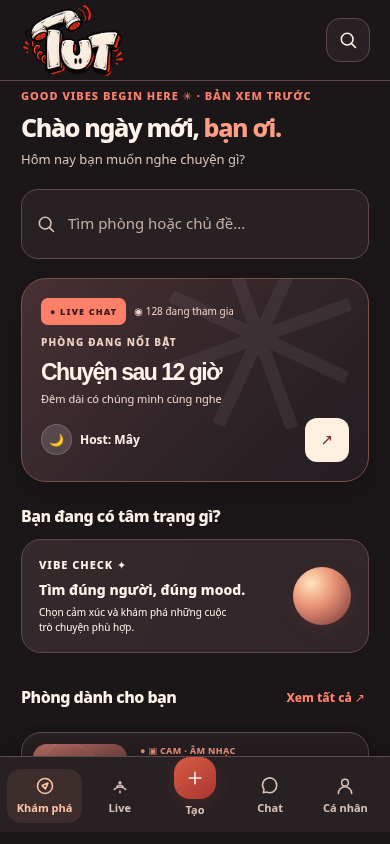 TUT
GOOD VIBES BEGIN HERE ✳ · BẢN XEM TRƯỚC
Chào ngày mới, bạn ơi.
Hôm nay bạn muốn nghe chuyện gì?
Tìm phòng hoặc chủ đề...
● LIVE CHAT
◉ 128 đang tham gia
PHÒNG ĐANG NỔI BẬT
Chuyện sau 12 giờ
Đêm dài có chúng mình cùng nghe
Host: Mây
↗
Bạn đang có tâm trạng gì?
VIBE CHECK ✦
Tìm đúng người, đúng mood.
Chọn cảm xúc và khám phá những cuộc
trò chuyện phù hợp.
Phòng dành cho bạn
Xem tất cả ↗
● ▣ CAM · ÂM NHẠC
Khám phá
Live
Tạo
Chat
Cá nhân